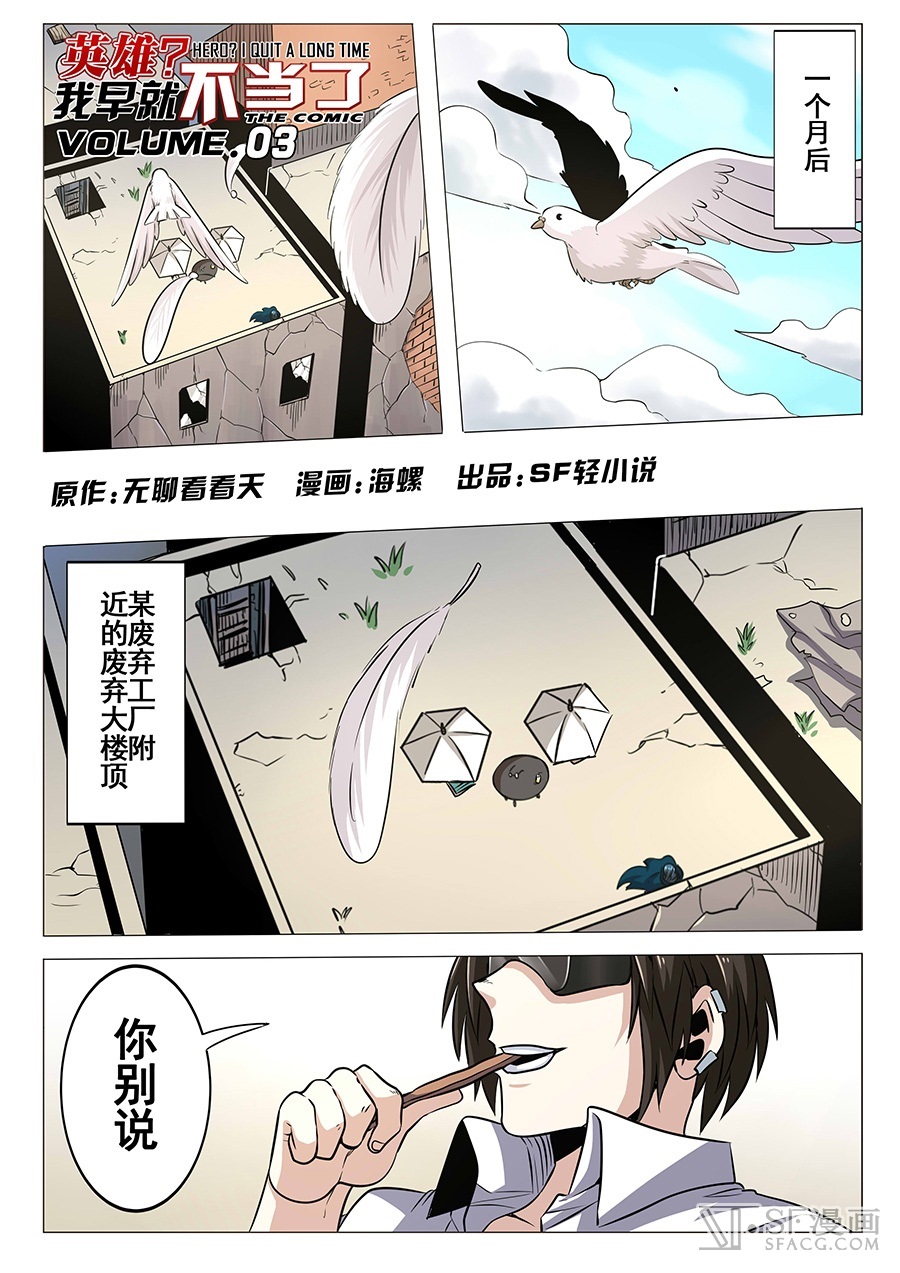 英雄?
HERO? I QUIT A LONG TIME
我早就不当了
THE COMIC
VOLUME.03
一个月后
原作:无聊看看天 漫画:海螺 出品:SF轻小说
某废弃工厂附
近的废弃大楼顶
你别说
SF漫画
SFACG.COM